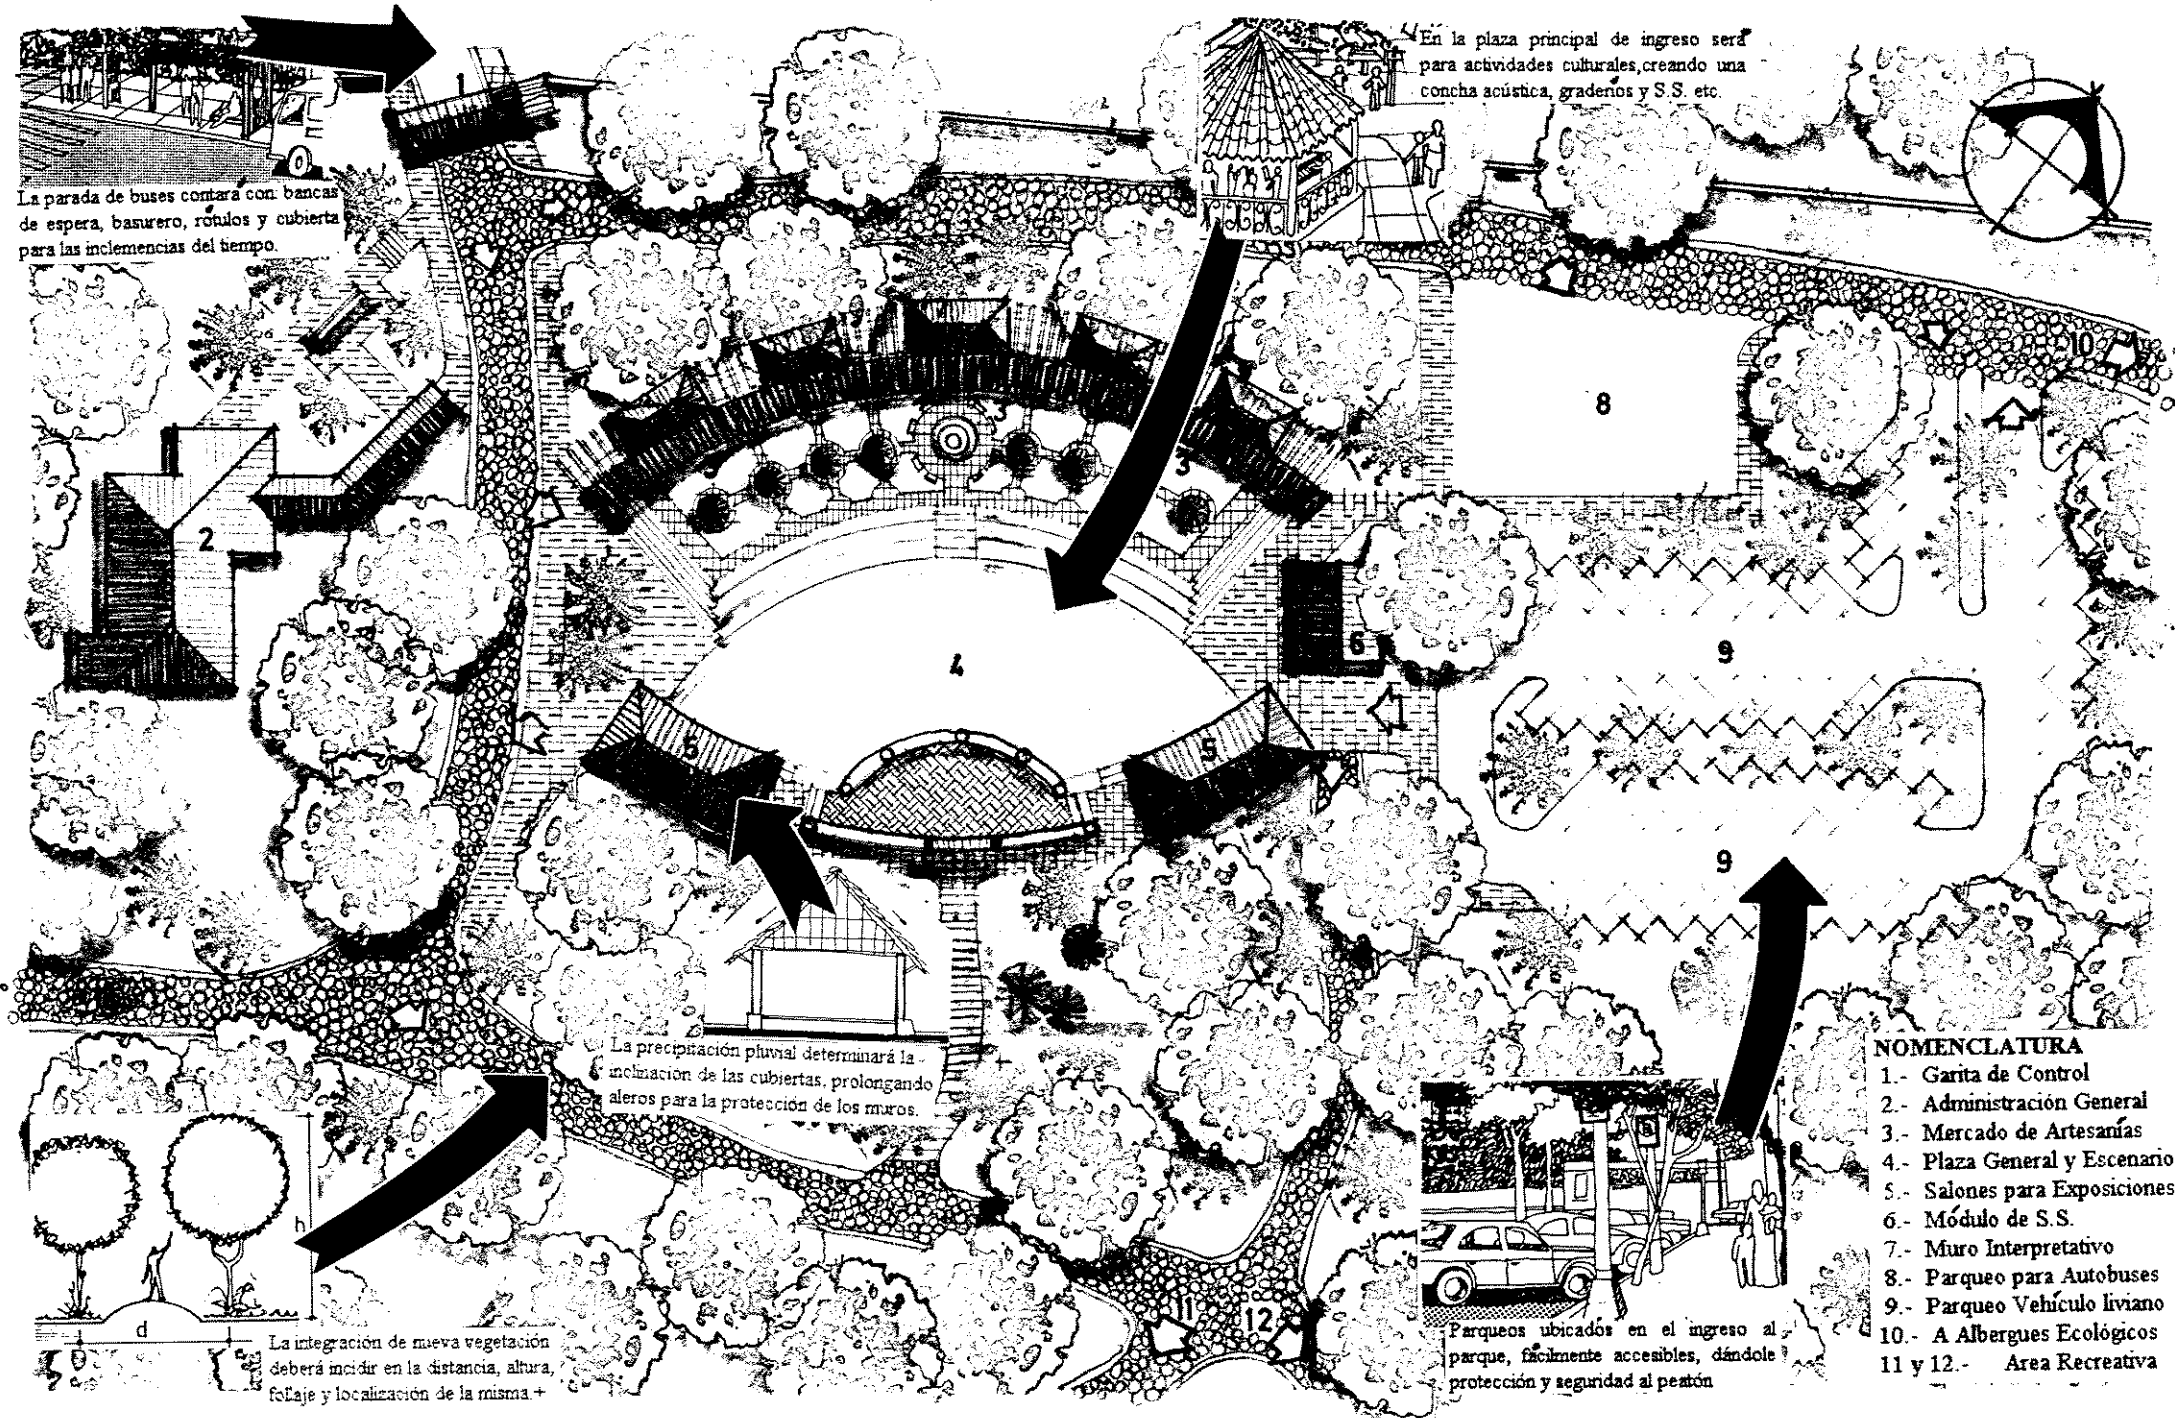 La parada de buses contará con bancas
de espera, basurero, rótulos y cubierta
para las inclemencias del tiempo.
1
En la plaza principal de ingreso será
para actividades culturales,creando una
concha acústica, graderios y S.S. etc.
10
8
3
3
3
2
6
4
9
5
5
9
La precipitación pluvial determinará la
inclinación de las cubiertas, prolongando
aleros para la protección de los muros.
h
d
La integración de nueva vegetación
deberá incidir en la distancia, altura,
follaje y localización de la misma.+
11
12
Parqueos ubicados en el ingreso al
parque, fácilmente accesibles, dándole
protección y seguridad al peatón
NOMENCLATURA
1.- Garita de Control
2.- Administración General
3.- Mercado de Artesanías
4.- Plaza General y Escenario
5.- Salones para Exposiciones
6.- Módulo de S.S.
7.- Muro Interpretativo
8.- Parqueo para Autobuses
9.- Parqueo Vehículo liviano
10.- A Albergues Ecológicos
11 y 12.- Area Recreativa